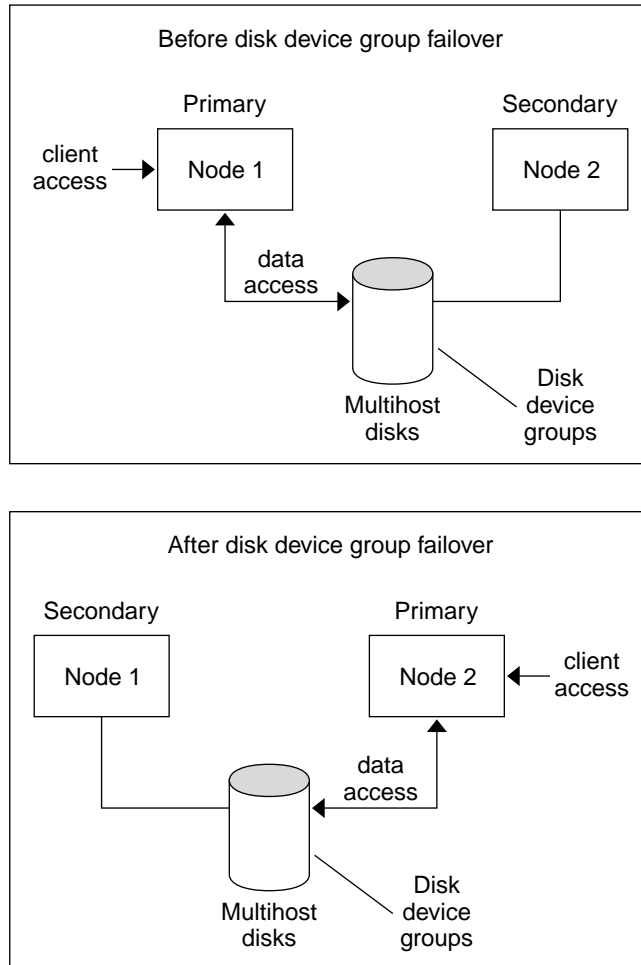 Before disk device group failover
Primary
Secondary
client
access
Node 1
Node 2
data
access
Multihost
disks
Disk
device
groups
After disk device group failover
Secondary
Primary
Node 1
Node 2
client
access
data
access
Multihost
disks
Disk
device
groups